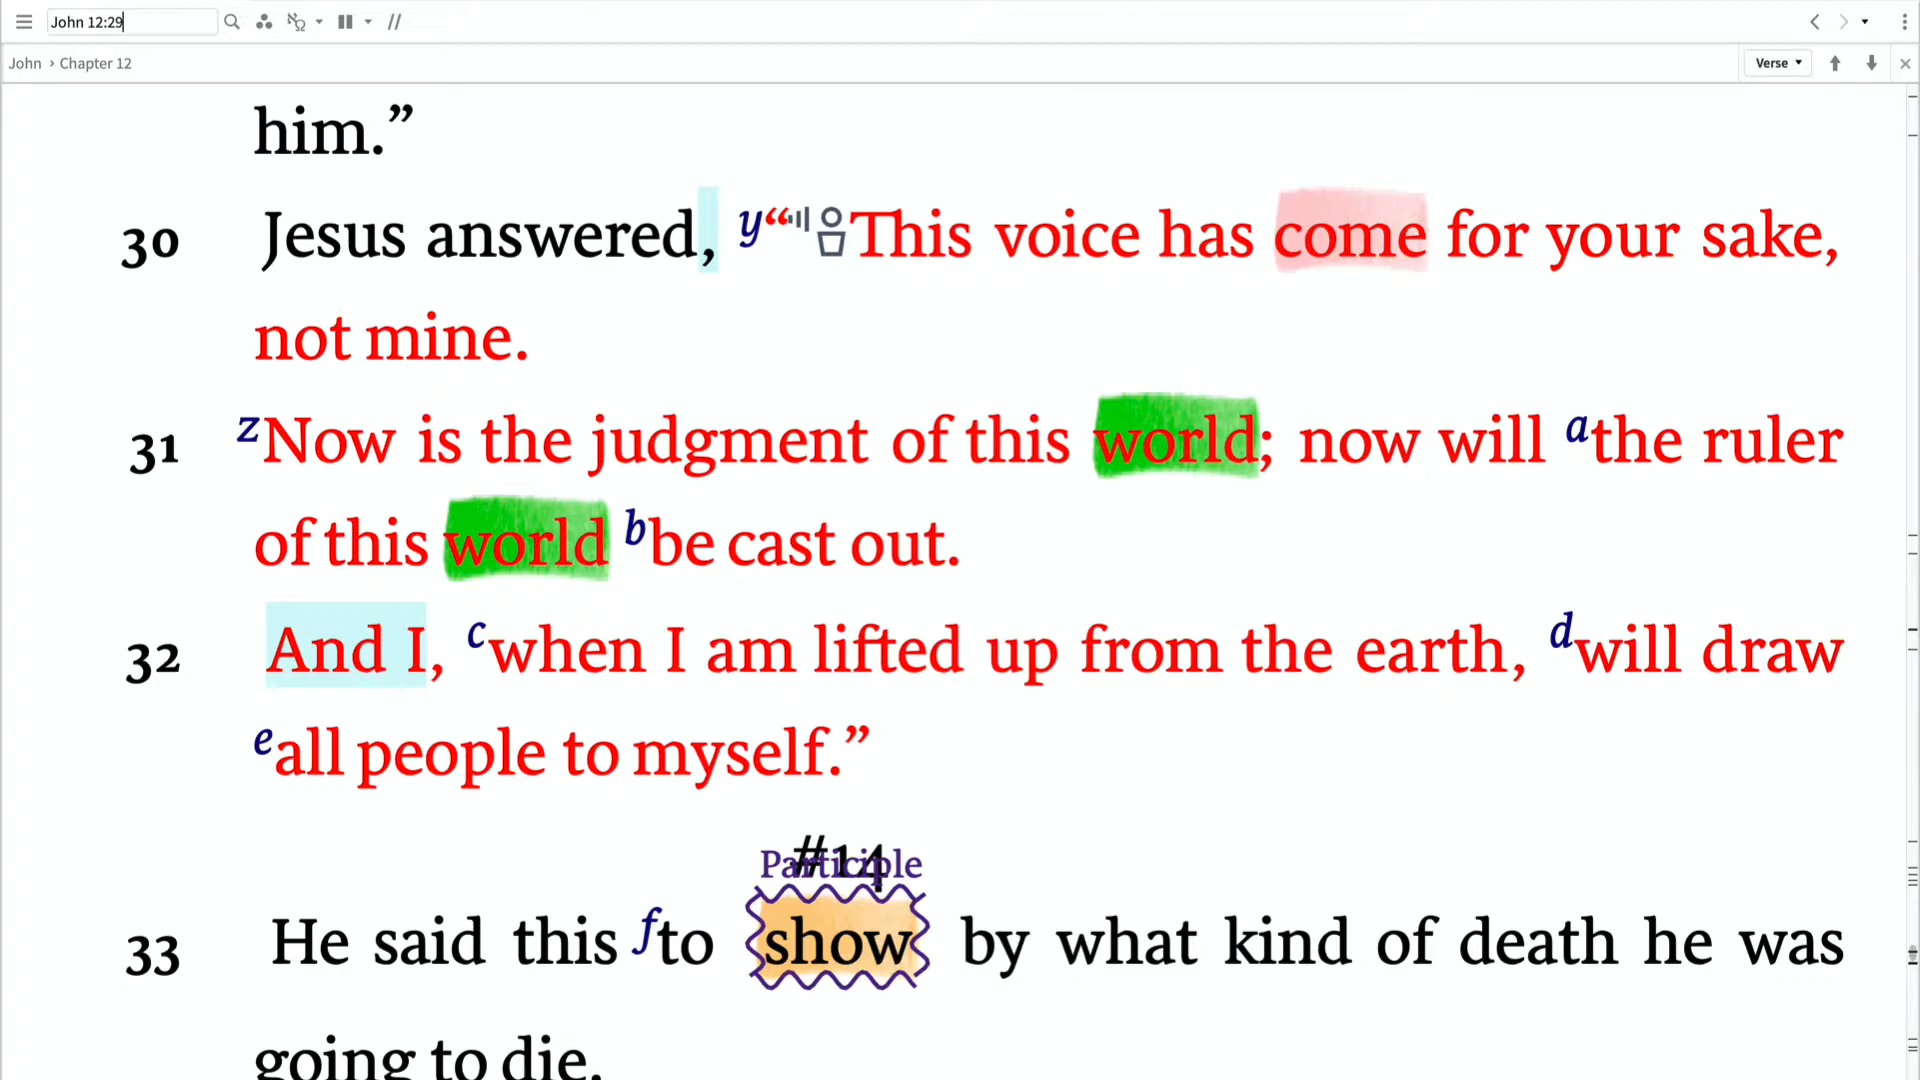 John 12:29
John › Chapter 12
Verse
him.”
30 Jesus answered, y“This voice has come for your sake,
not mine.
31 zNow is the judgment of this world; now will athe ruler
of this world bbe cast out.
32 And I, cwhen I am lifted up from the earth, dwill draw
eall people to myself.”
#14
Participle
33 He said this fto show by what kind of death he was
going to die.